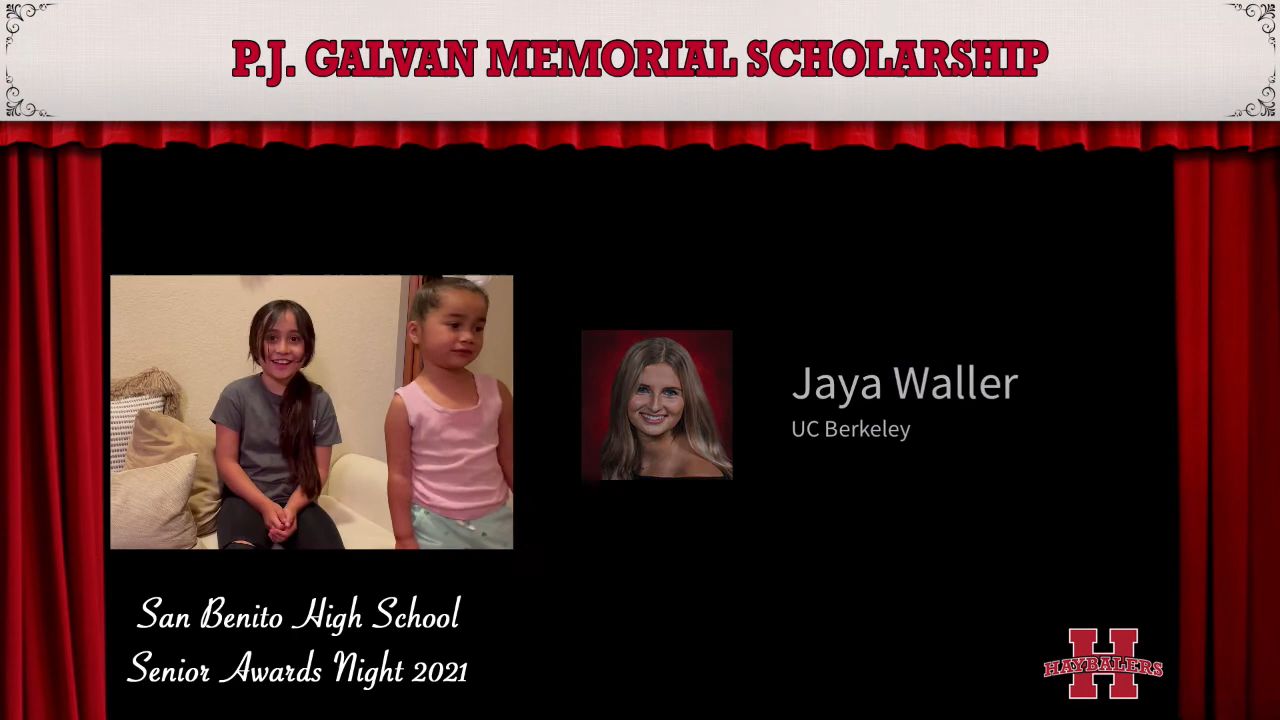 P.J. GALVAN MEMORIAL SCHOLARSHIP
Jaya Waller
UC Berkeley
San Benito High School
Senior Awards Night 2021
H
HAYBALERS